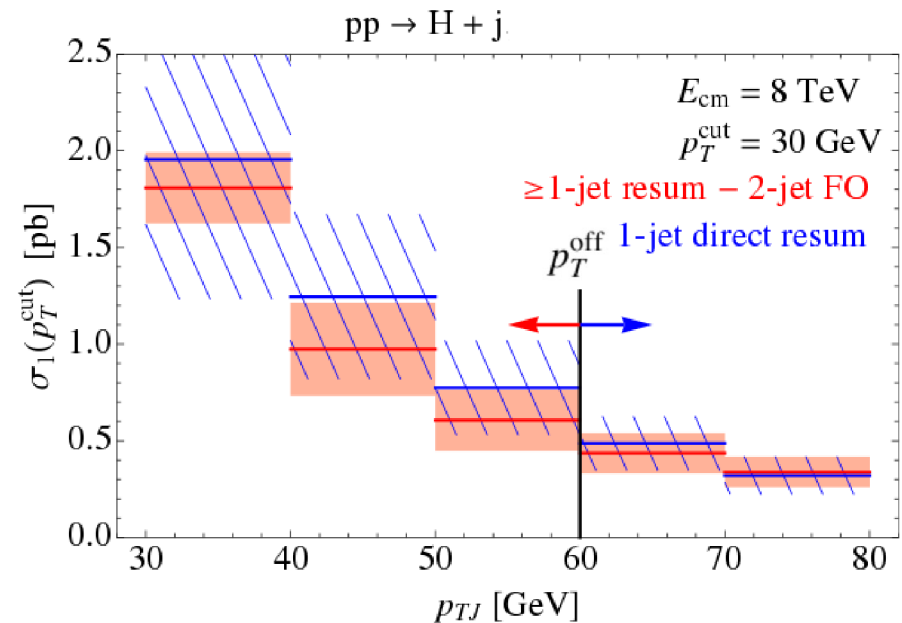 pp → H + j
2.5
2.0
1.5
1.0
0.5
0.0
σ₁(p_T^cut) [pb]
E_cm = 8 TeV
p_T^cut = 30 GeV
≥1-jet resum − 2-jet FO
1-jet direct resum
p_T^off
30 40 50 60 70 80
p_TJ [GeV]